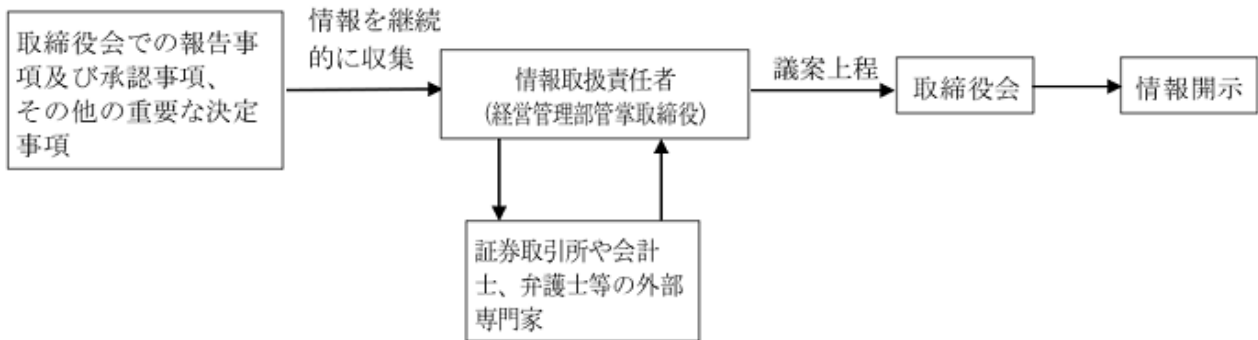 取締役会での報告事
項及び承認事項、
その他の重要な決定
事項
情報を継続
的に収集
情報取扱責任者
(経営管理部管掌取締役)
議案上程
取締役会
情報開示
証券取引所や会計
士、弁護士等の外部
専門家